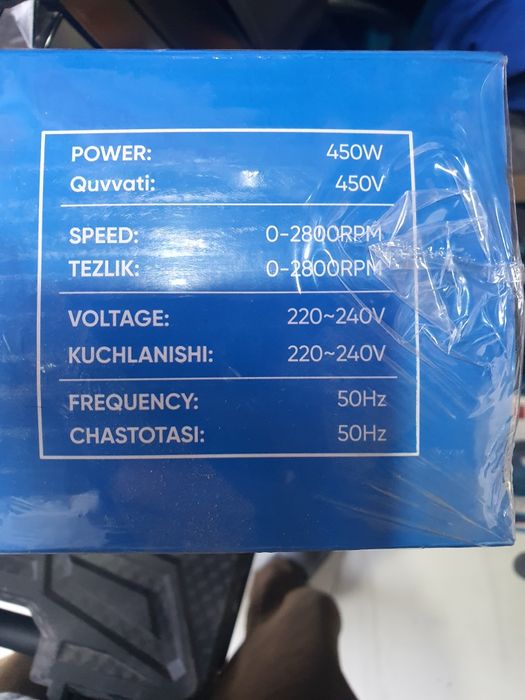 POWER: 450W
Quvvati: 450V
SPEED: 0-2800RPM
TEZLIK: 0-2800RPM
VOLTAGE: 220~240V
KUCHLANISHI: 220~240V
FREQUENCY: 50Hz
CHASTOTASI: 50Hz